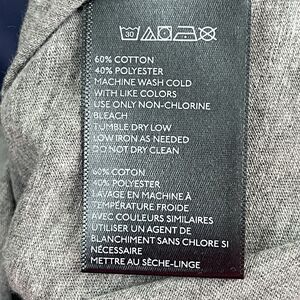 30
60% COTTON
40% POLYESTER
MACHINE WASH COLD
WITH LIKE COLORS
USE ONLY NON-CHLORINE
BLEACH
TUMBLE DRY LOW
LOW IRON AS NEEDED
DO NOT DRY CLEAN
60% COTON
40% POLYESTER
LAVAGE EN MACHINE À
TEMPÉRATURE FROIDE
AVEC COULEURS SIMILAIRES
UTILISER UN AGENT DE
BLANCHIMENT SANS CHLORE SI
NÉCESSAIRE
METTRE AU SÈCHE-LINGE